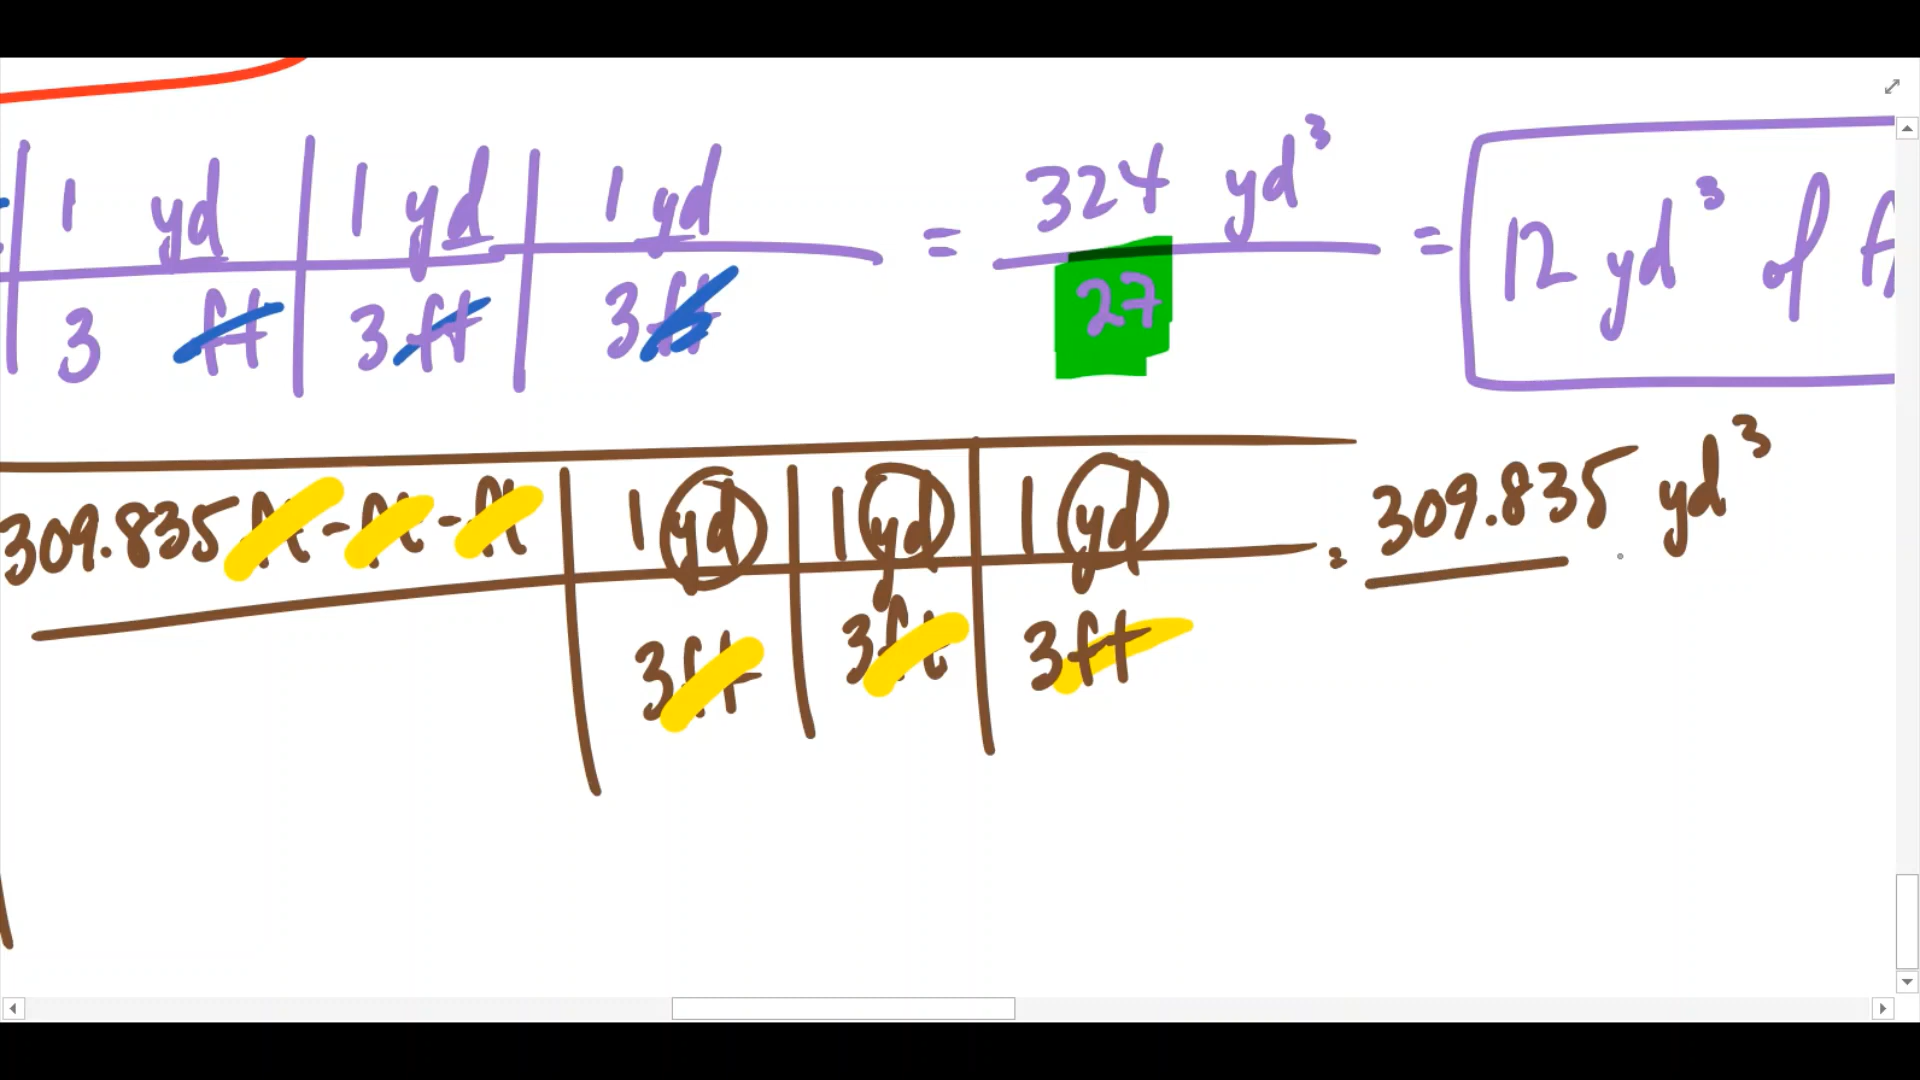 1 yd | 1 yd | 1 yd = 324 yd³ = 12 yd³ of
3 ft | 3 ft | 3 ft 27
309.835 ft - ft - ft | 1 yd | 1 yd | 1 yd = 309.835 yd³
3 ft | 3 ft | 3 ft